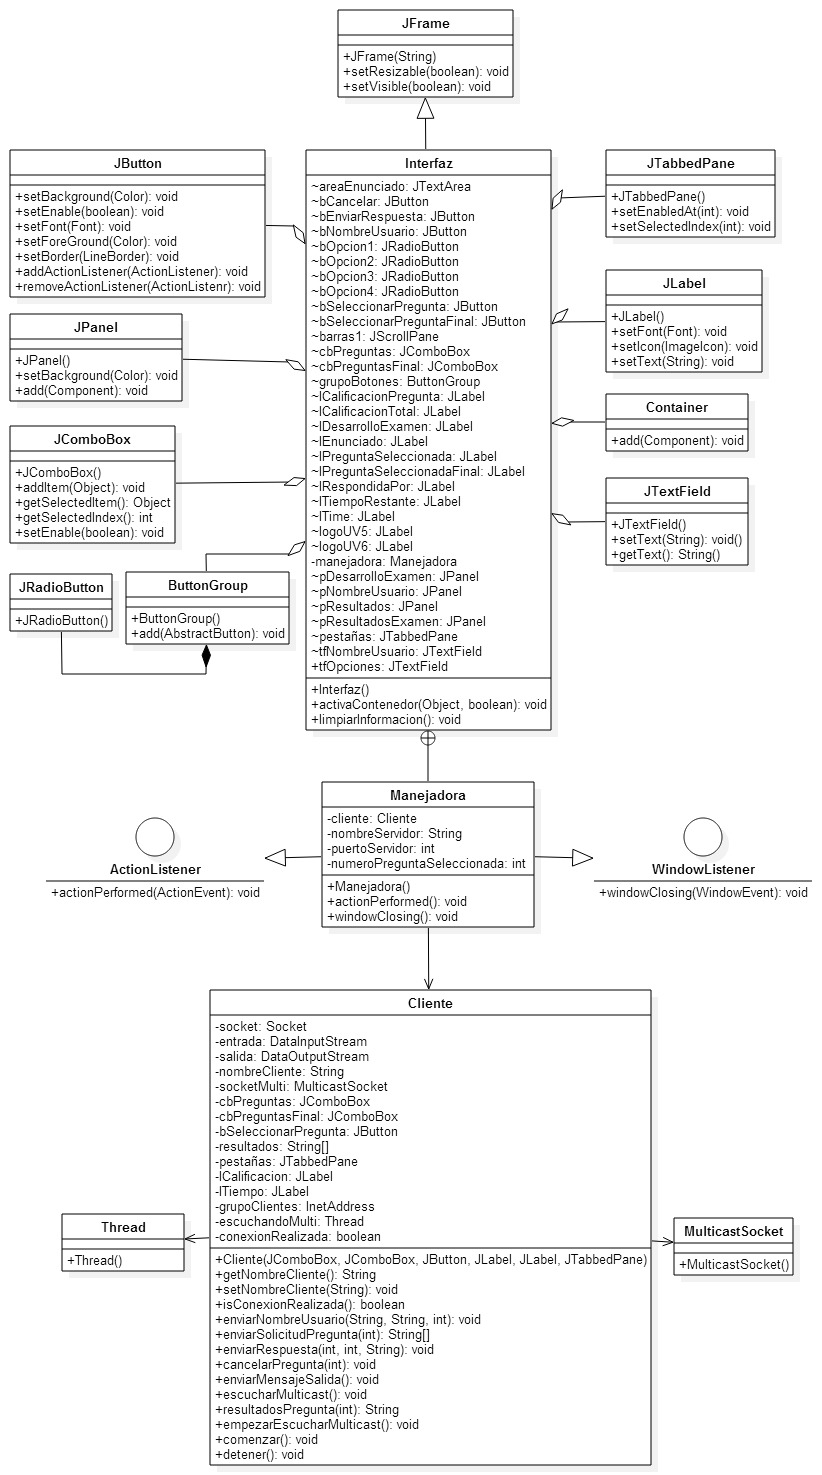 JFrame
+JFrame(String)
+setResizable(boolean): void
+setVisible(boolean): void
JButton
+setBackground(Color): void
+setEnable(boolean): void
+setFont(Font): void
+setForeGround(Color): void
+setBorder(LineBorder): void
+addActionListener(ActionListener): void
+removeActionListener(ActionListenr): void
JPanel
+JPanel()
+setBackground(Color): void
+add(Component): void
JComboBox
+JComboBox()
+addItem(Object): void
+getSelectedItem(): Object
+getSelectedIndex(): int
+setEnable(boolean): void
JRadioButton
+JRadioButton()
ButtonGroup
+ButtonGroup()
+add(AbstractButton): void
Interfaz
~areaEnunciado: JTextArea
~bCancelar: JButton
~bEnviarRespuesta: JButton
~bNombreUsuario: JButton
~bOpcion1: JRadioButton
~bOpcion2: JRadioButton
~bOpcion3: JRadioButton
~bOpcion4: JRadioButton
~bSeleccionarPregunta: JButton
~bSeleccionarPreguntaFinal: JButton
~barras1: JScrollPane
~cbPreguntas: JComboBox
~cbPreguntasFinal: JComboBox
~grupoBotones: ButtonGroup
~lCalificacionPregunta: JLabel
~lCalificacionTotal: JLabel
~lDesarrolloExamen: JLabel
~lEnunciado: JLabel
~lPreguntaSeleccionada: JLabel
~lPreguntaSeleccionadaFinal: JLabel
~lRespondidaPor: JLabel
~lTiempoRestante: JLabel
~lTime: JLabel
~logoUV5: JLabel
~logoUV6: JLabel
-manejadora: Manejadora
~pDesarrolloExamen: JPanel
~pNombreUsuario: JPanel
~pResultados: JPanel
~pResultadosExamen: JPanel
~pestañas: JTabbedPane
~tfNombreUsuario: JTextField
+tfOpciones: JTextField
+Interfaz()
+activaContenedor(Object, boolean): void
+limpiarInformacion(): void
JTabbedPane
+JTabbedPane()
+setEnabledAt(int): void
+setSelectedIndex(int): void
JLabel
+JLabel()
+setFont(Font): void
+setIcon(ImageIcon): void
+setText(String): void
Container
+add(Component): void
JTextField
+JTextField()
+setText(String): void()
+getText(): String()
Manejadora
-cliente: Cliente
-nombreServidor: String
-puertoServidor: int
-numeroPreguntaSeleccionada: int
+Manejadora()
+actionPerformed(): void
+windowClosing(): void
ActionListener
+actionPerformed(ActionEvent): void
WindowListener
+windowClosing(WindowEvent): void
Cliente
-socket: Socket
-entrada: DataInputStream
-salida: DataOutputStream
-nombreCliente: String
-socketMulti: MulticastSocket
-cbPreguntas: JComboBox
-cbPreguntasFinal: JComboBox
-bSeleccionarPregunta: JButton
-resultados: String[]
-pestañas: JTabbedPane
-lCalificacion: JLabel
-lTiempo: JLabel
-grupoClientes: InetAddress
-escuchandoMulti: Thread
-conexionRealizada: boolean
+Cliente(JComboBox, JComboBox, JButton, JLabel, JLabel, JTabbedPane)
+getNombreCliente(): String
+setNombreCliente(String): void
+isConexionRealizada(): boolean
+enviarNombreUsuario(String, String, int): void
+enviarSolicitudPregunta(int): String[]
+enviarRespuesta(int, int, String): void
+cancelarPregunta(int): void
+enviarMensajeSalida(): void
+escucharMulticast(): void
+resultadosPregunta(int): String
+empezarEscucharMulticast(): void
+comenzar(): void
+detener(): void
Thread
+Thread()
MulticastSocket
+MulticastSocket()